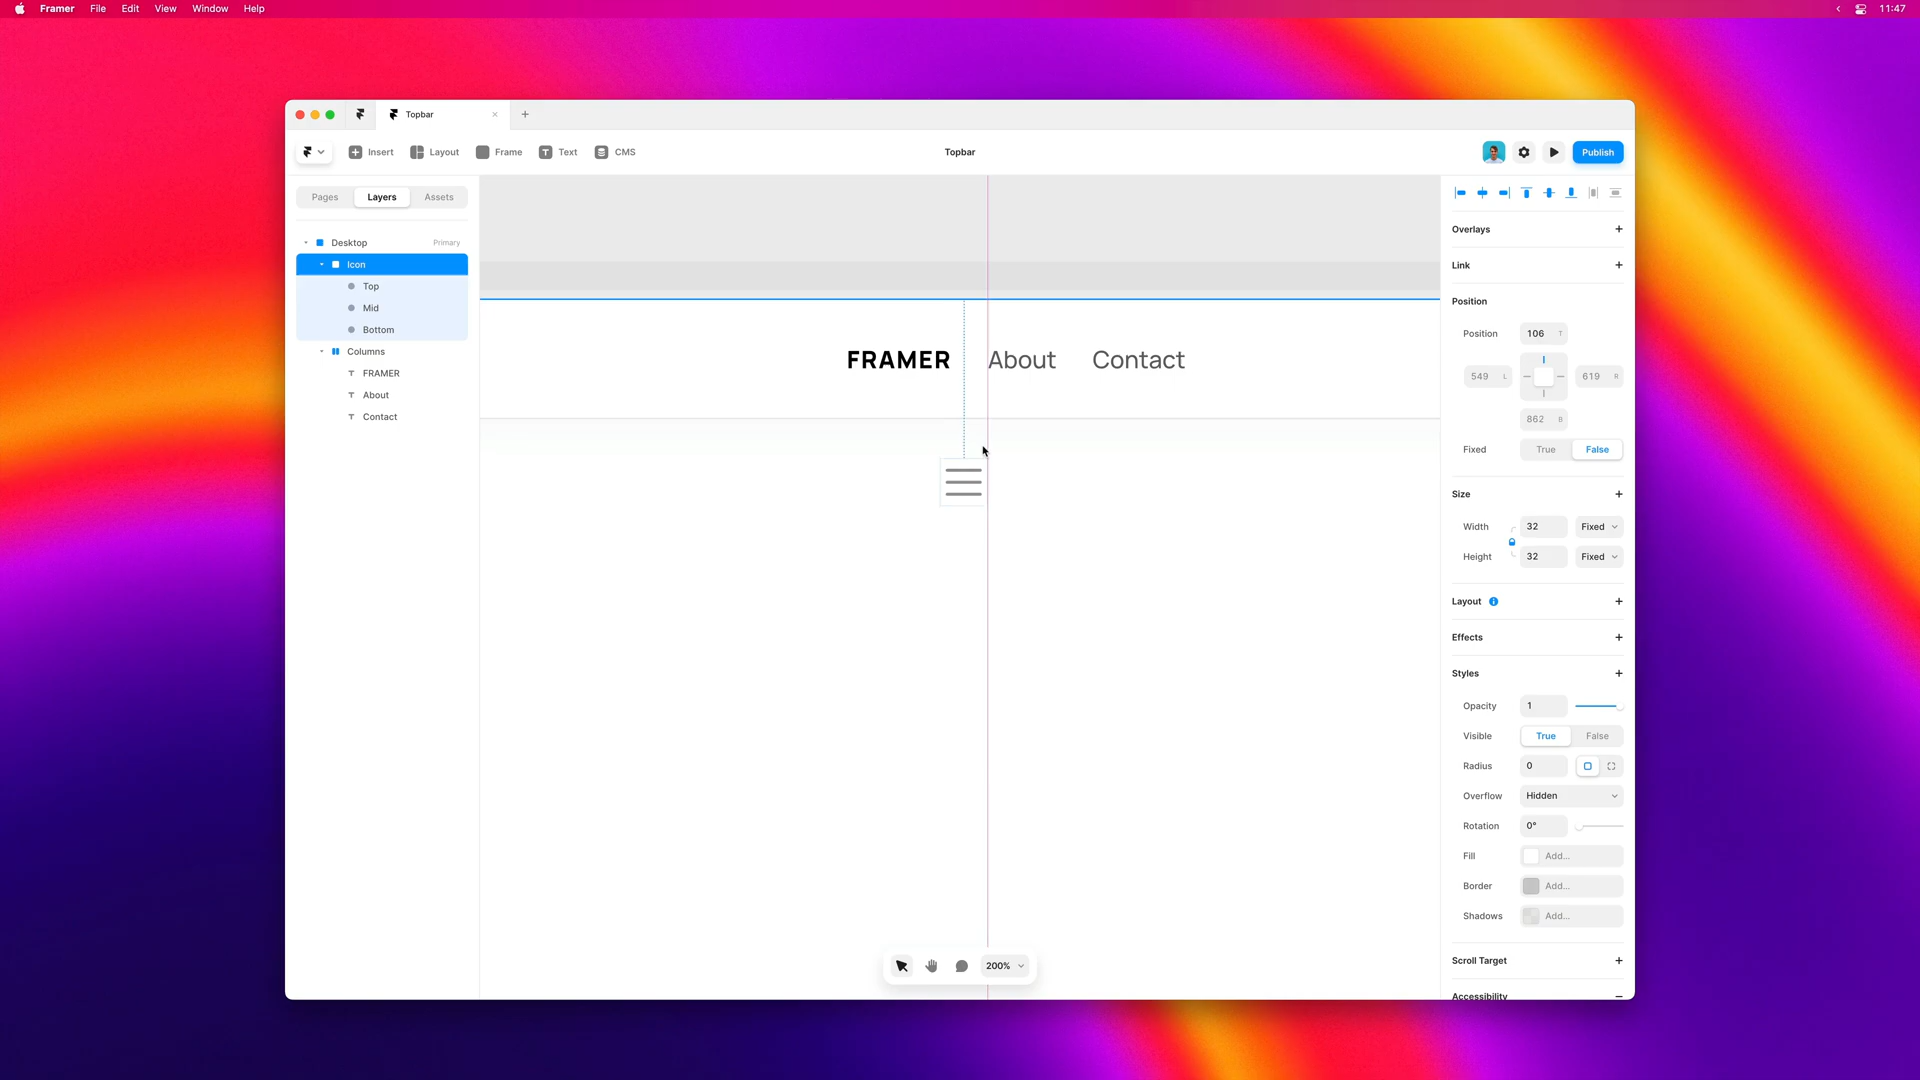 Framer File Edit View Window Help 11:47
Topbar
Insert Layout Frame Text CMS Topbar Publish
Pages Layers Assets
Desktop Primary
Icon
Top
Mid
Bottom
Columns
FRAMER
About
Contact
FRAMER About Contact
200%
Overlays
Link
Position
Position 106 T
549 L 619 R
862 B
Fixed True False
Size
Width 32 Fixed
Height 32 Fixed
Layout
Effects
Styles
Opacity 1
Visible True False
Radius 0
Overflow Hidden
Rotation 0°
Fill Add...
Border Add...
Shadows Add...
Scroll Target
Accessibility